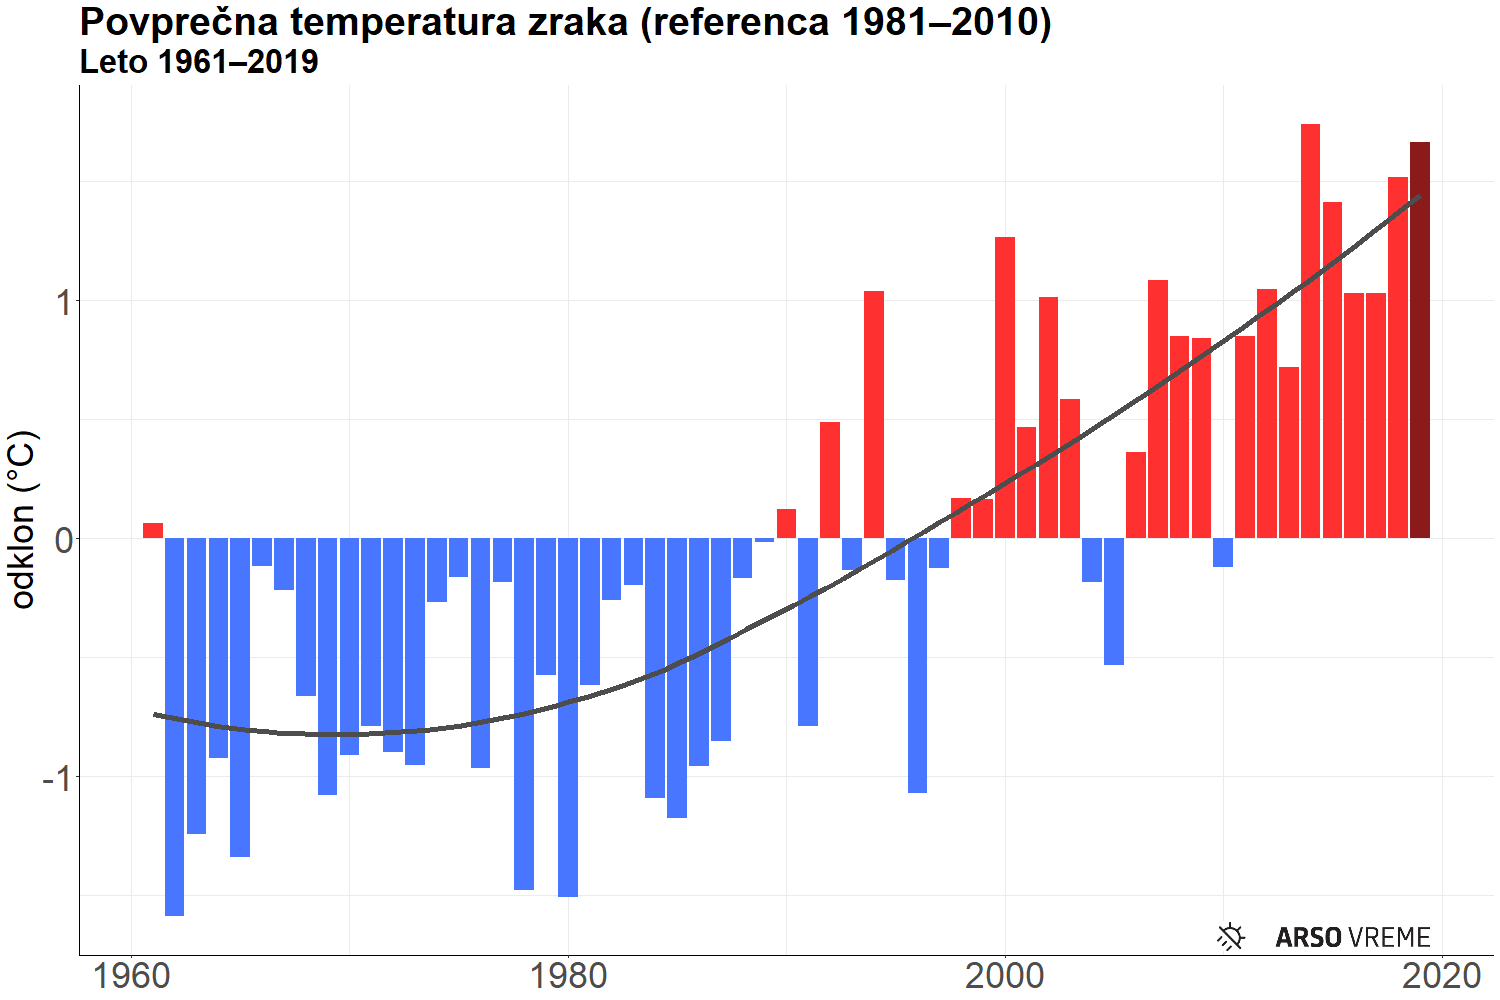 Povprečna temperatura zraka (referenca 1981–2010)
Leto 1961–2019
odklon (°C)
1
0
-1
1960
1980
2000
2020
ARSO VREME